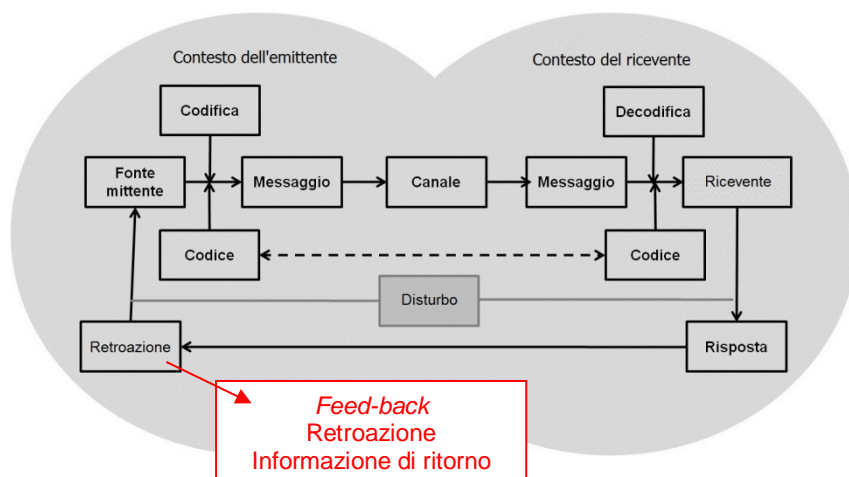 Contesto dell'emittente
Contesto del ricevente
Codifica
Decodifica
Fonte
mittente
Messaggio
Canale
Messaggio
Ricevente
Codice
Codice
Disturbo
Retroazione
Risposta
Feed-back
Retroazione
Informazione di ritorno